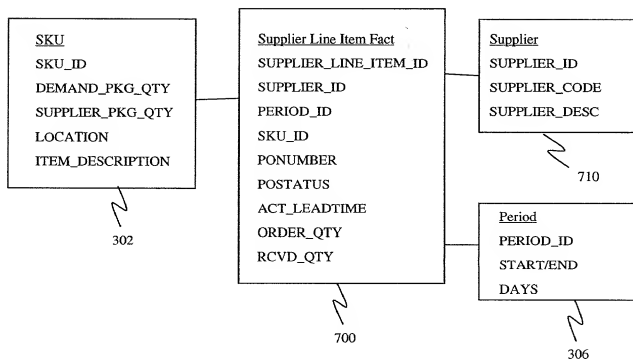 SKU
SKU_ID
DEMAND_PKG_QTY
SUPPLIER_PKG_QTY
LOCATION
ITEM_DESCRIPTION
302
Supplier Line Item Fact
SUPPLIER_LINE_ITEM_ID
SUPPLIER_ID
PERIOD_ID
SKU_ID
PONUMBER
POSTATUS
ACT_LEADTIME
ORDER_QTY
RCVD_QTY
700
Supplier
SUPPLIER_ID
SUPPLIER_CODE
SUPPLIER_DESC
710
Period
PERIOD_ID
START/END
DAYS
306